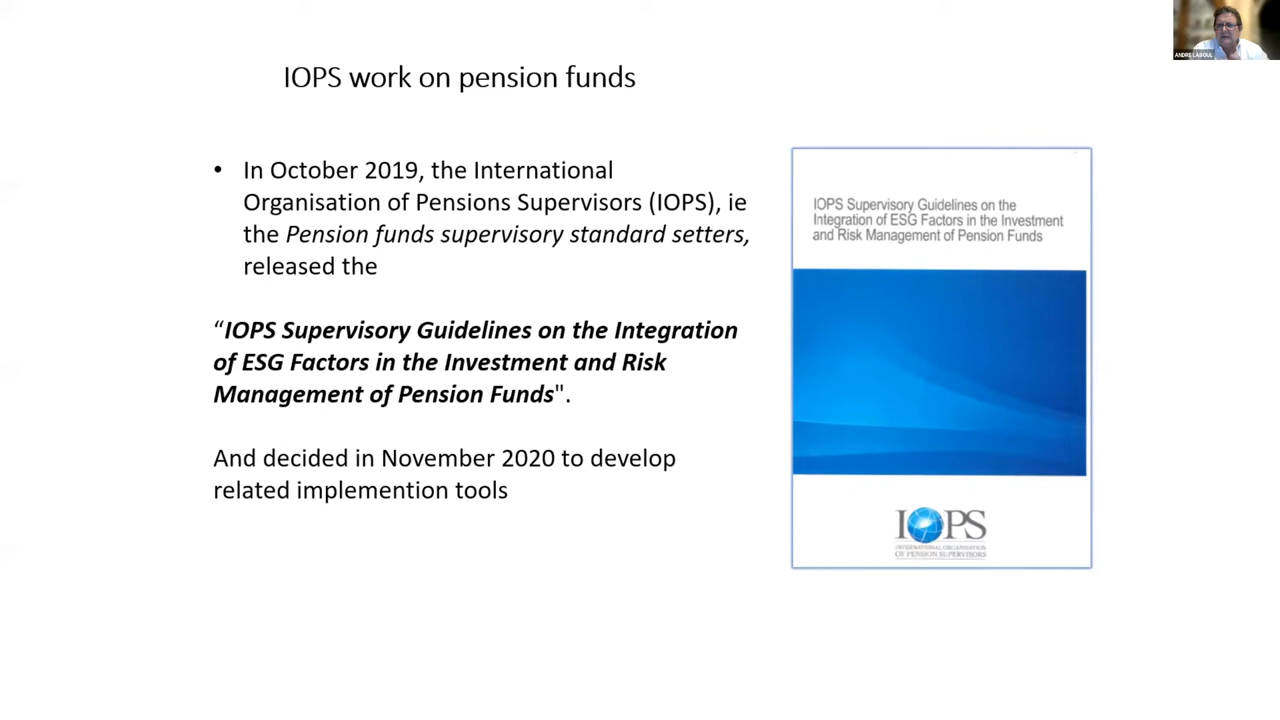 IOPS work on pension funds
ANDRE LABOUL
• In October 2019, the International
Organisation of Pensions Supervisors (IOPS), ie
the Pension funds supervisory standard setters,
released the
“IOPS Supervisory Guidelines on the Integration
of ESG Factors in the Investment and Risk
Management of Pension Funds".
And decided in November 2020 to develop
related implemention tools
IOPS Supervisory Guidelines on the
Integration of ESG Factors in the Investment
and Risk Management of Pension Funds
IOPS
INTERNATIONAL ORGANISATION
OF PENSION SUPERVISORS